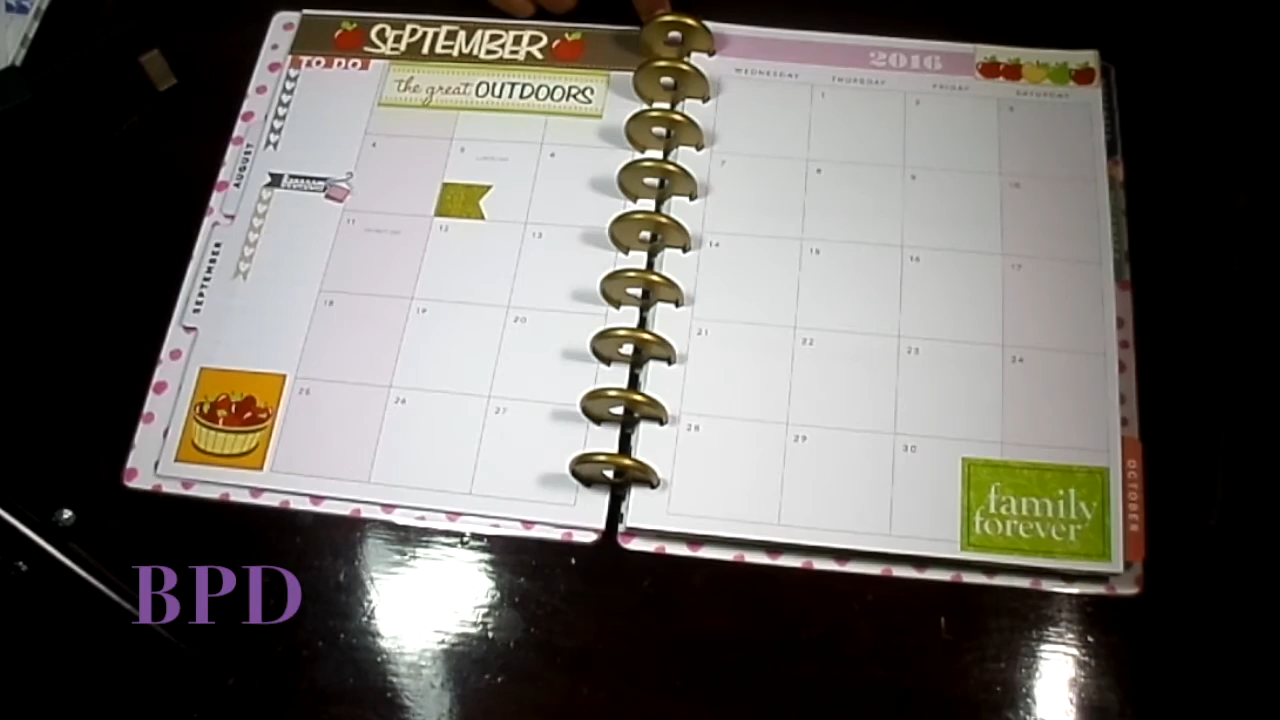 SEPTEMBER
2016
TO DO
the great OUTDOORS
WEDNESDAY THURSDAY FRIDAY SATURDAY
1 2 3
AUGUST
4 5 6 7 8 9 10
SEPTEMBER
11 12 13 14 15 16 17
18 19 20 21 22 23 24
25 26 27 28 29 30
family
forever
OCTOBER
BPD